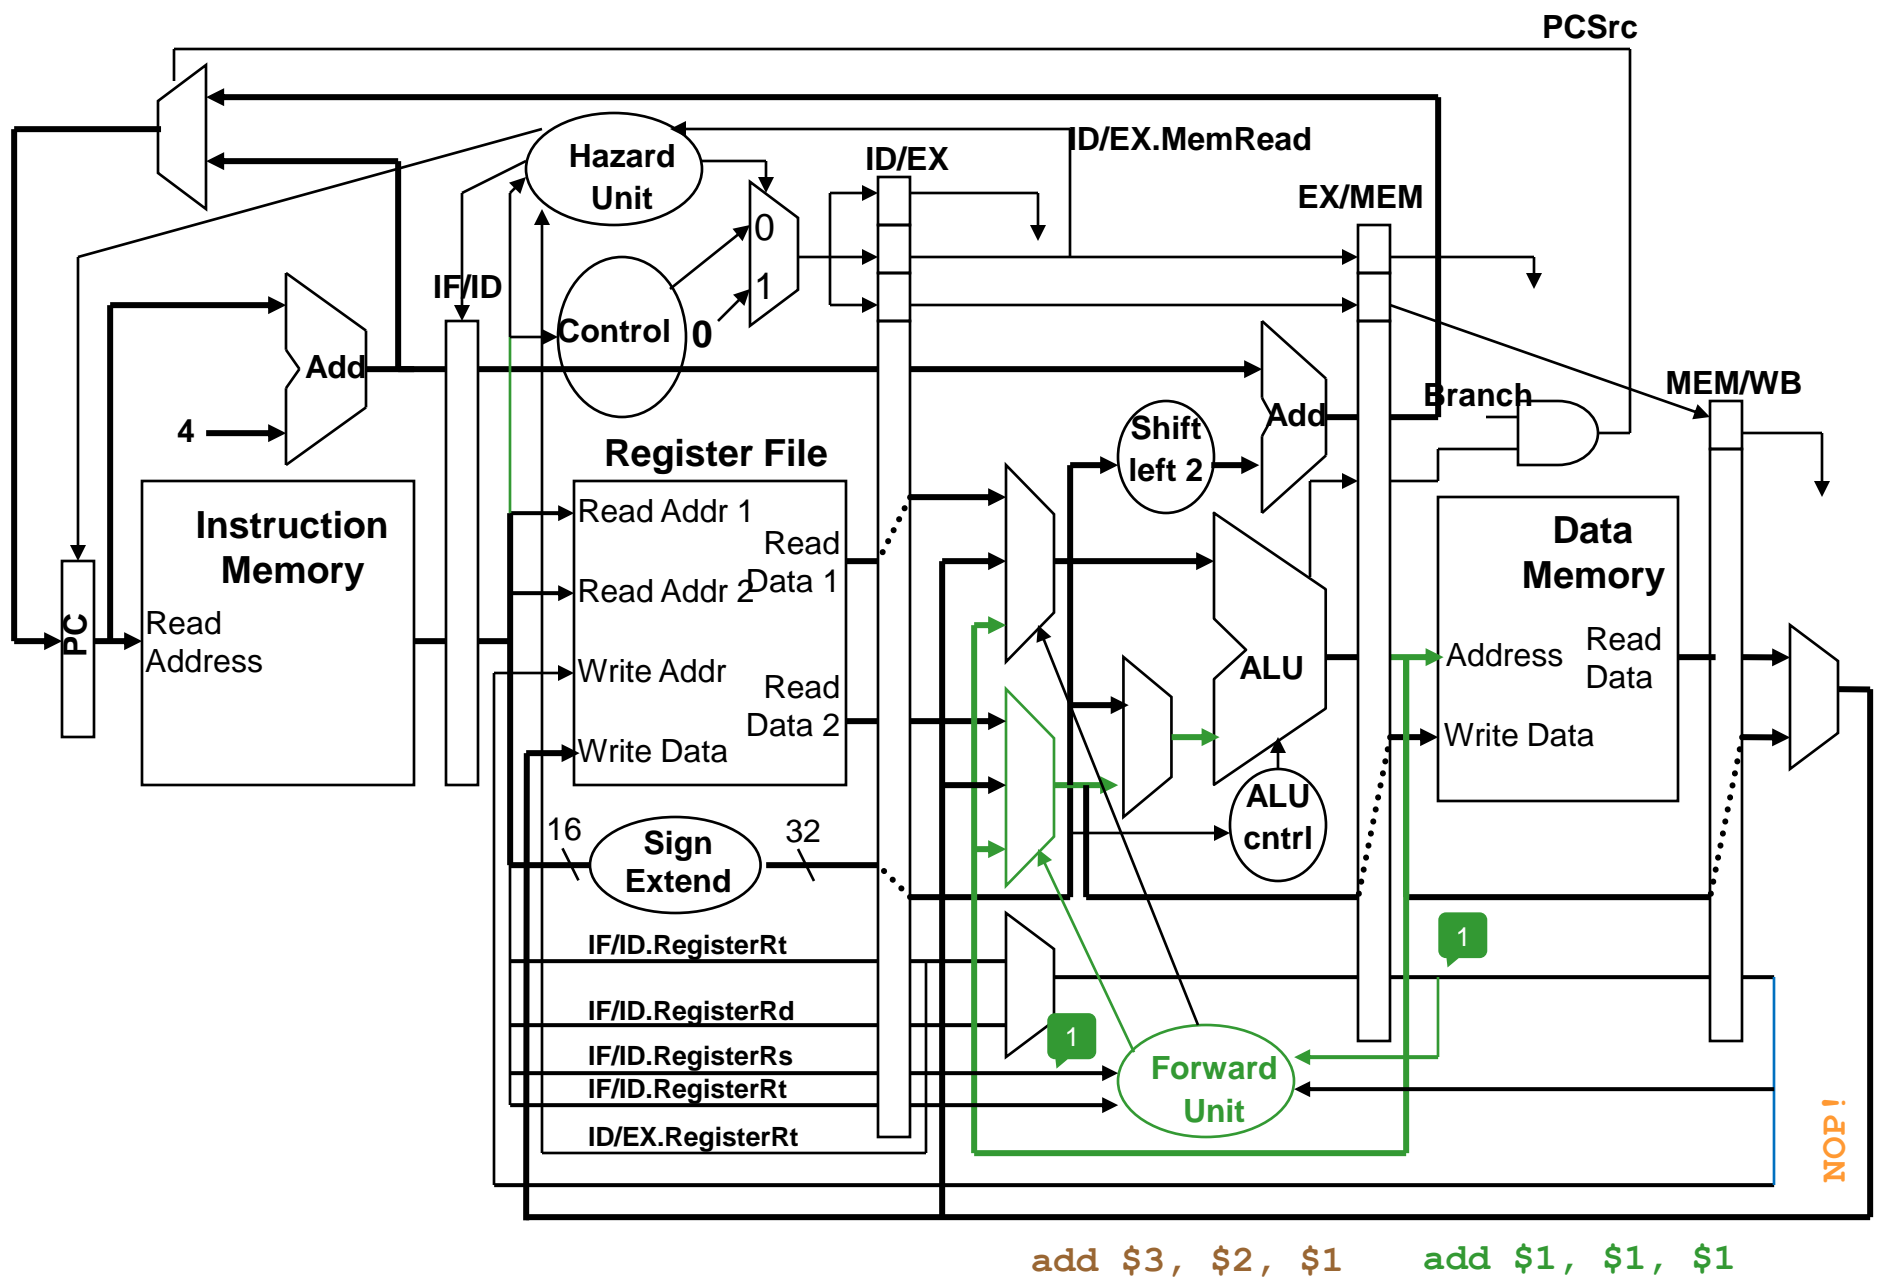 PCSrc
Hazard
Unit
ID/EX.MemRead
ID/EX
EX/MEM
0
1
IF/ID
Control
0
Add
4
Add
Branch
MEM/WB
Shift
left 2
Register File
Instruction
Memory
Read
Address
PC
Read Addr 1
Read
Data 1
Read Addr 2
Write Addr
Read
Data 2
Write Data
ALU
Data
Memory
Address
Read
Data
Write Data
ALU
cntrl
16
Sign
Extend
32
IF/ID.RegisterRt
1
IF/ID.RegisterRd
1
IF/ID.RegisterRs
IF/ID.RegisterRt
ID/EX.RegisterRt
Forward
Unit
NOP!
add $3, $2, $1
add $1, $1, $1